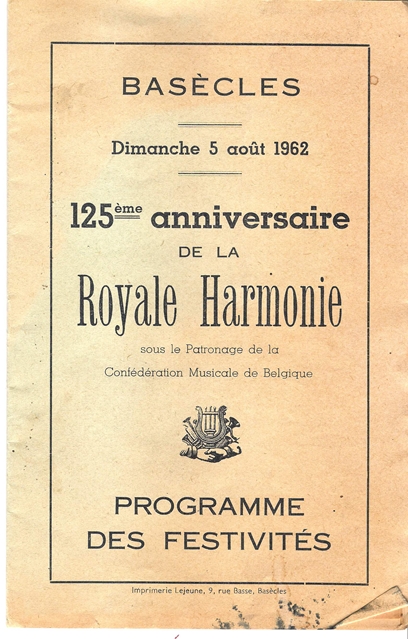 BASÈCLES
Dimanche 5 août 1962
125ème anniversaire
DE LA
Royale Harmonie
sous le Patronage de la
Confédération Musicale de Belgique
PROGRAMME
DES FESTIVITÉS
Imprimerie Lejeune, 9, rue Basse, Basècles